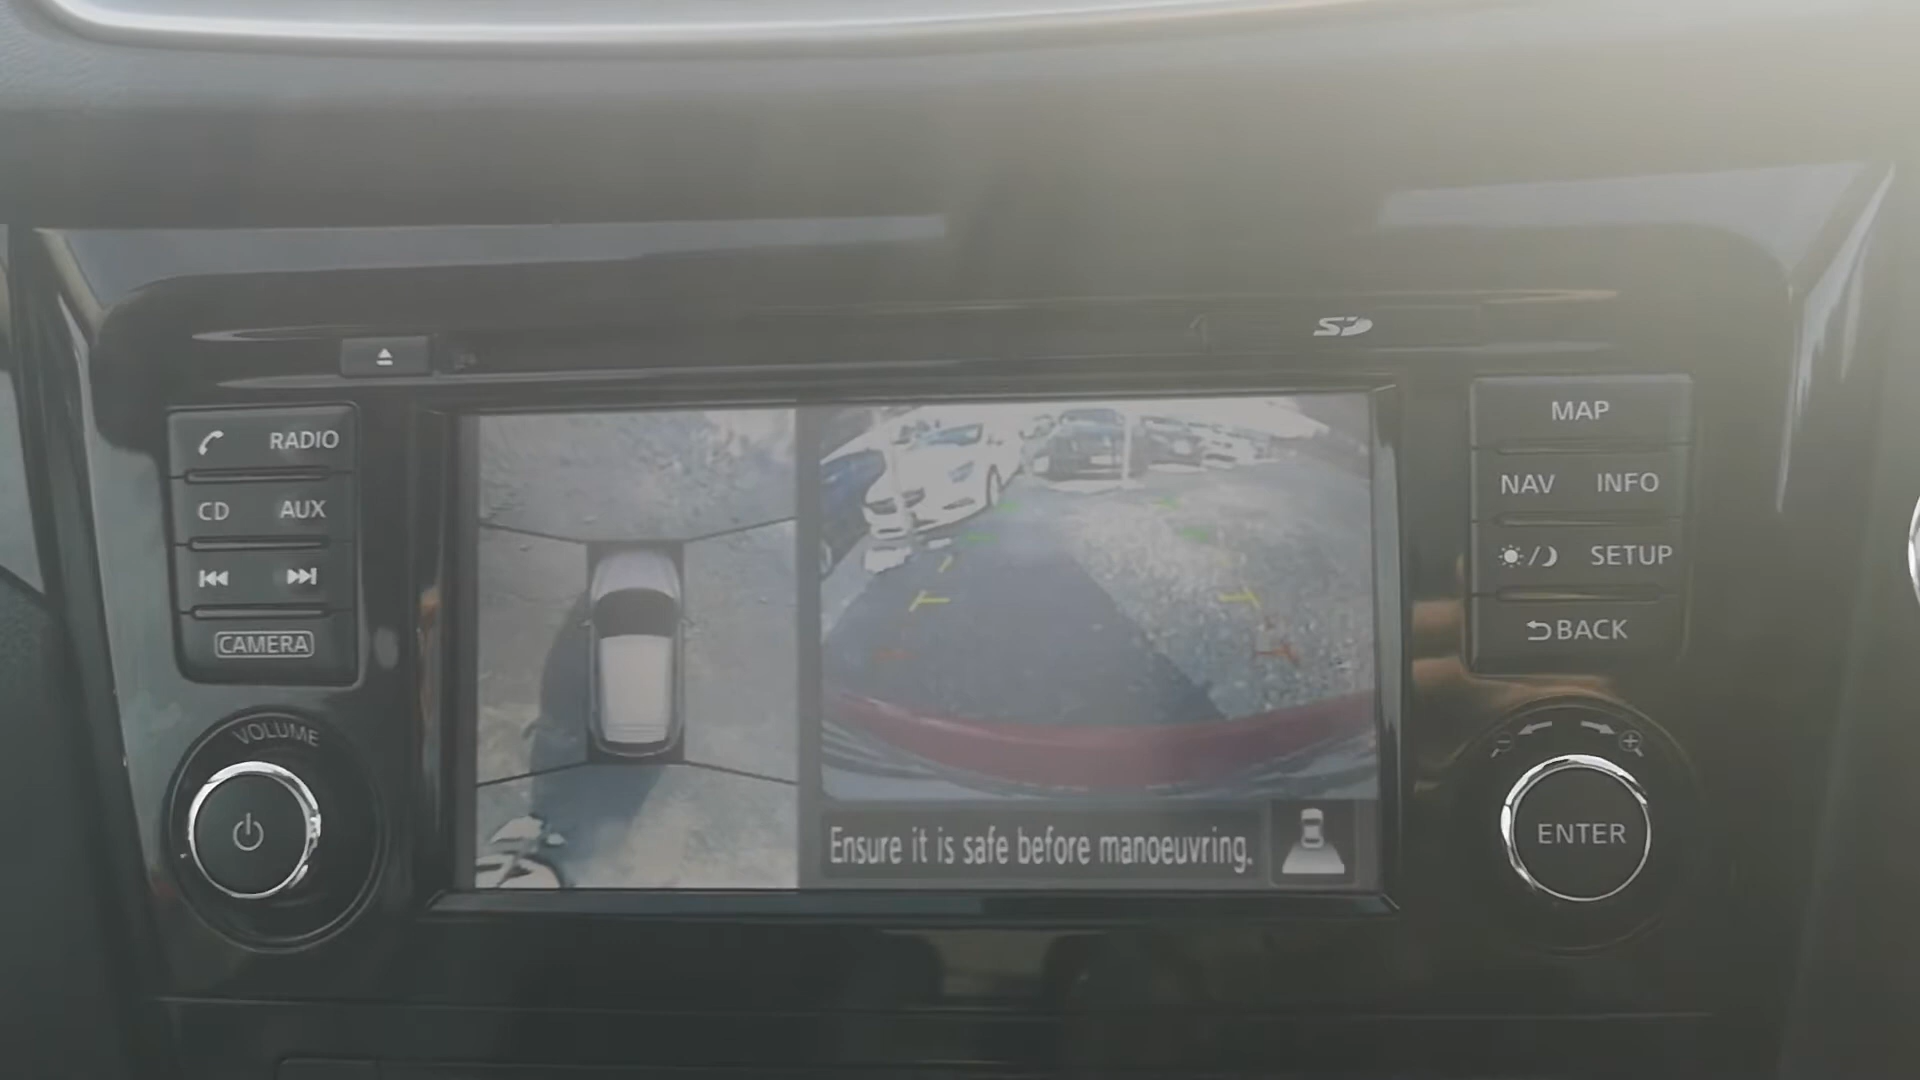 SD
RADIO
CD AUX
CAMERA
VOLUME
MAP
NAV INFO
SETUP
BACK
ENTER
Ensure it is safe before manoeuvring.